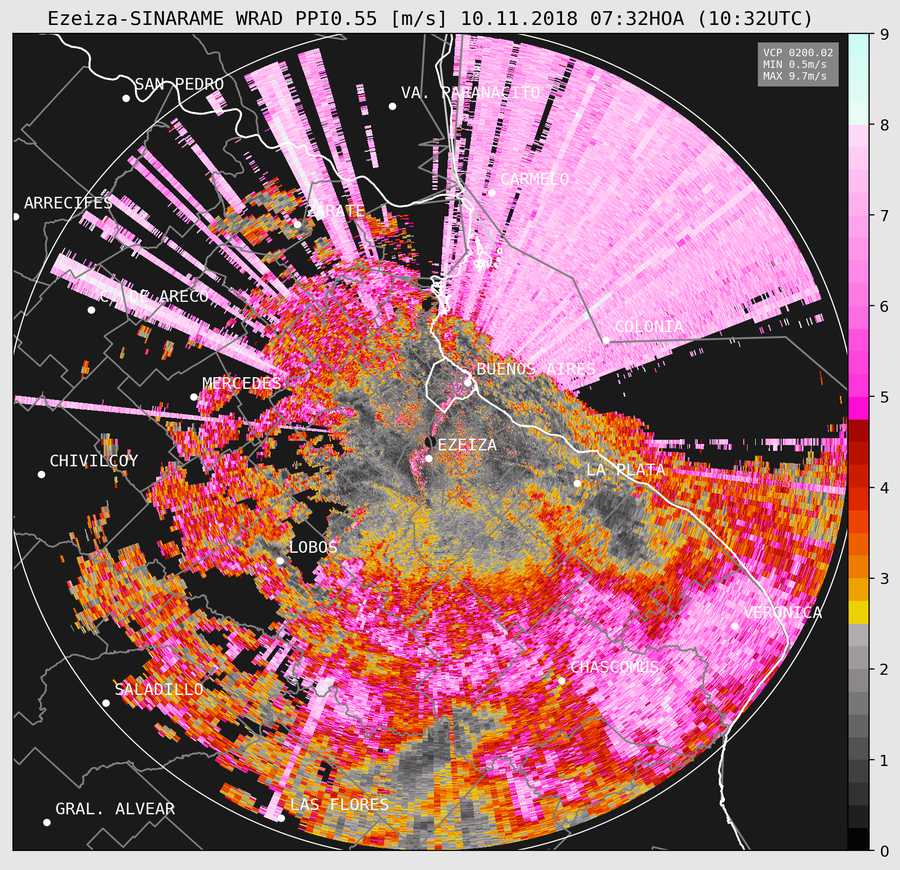 Ezeiza-SINARAME WRAD PPI0.55 [m/s] 10.11.2018 07:32HOA (10:32UTC)
VCP 0200.02
MIN 0.5m/s
MAX 9.7m/s
SAN PEDRO
VA. PARANACITO
CARMELO
ARRECIFES
ZARATE
COLONIA
BUENOS AIRES
MERCEDES
EZEIZA
CHIVILCOY
LA PLATA
LOBOS
VERONICA
CHASCOMUS
SALADILLO
LAS FLORES
GRAL. ALVEAR
9
8
7
6
5
4
3
2
1
0